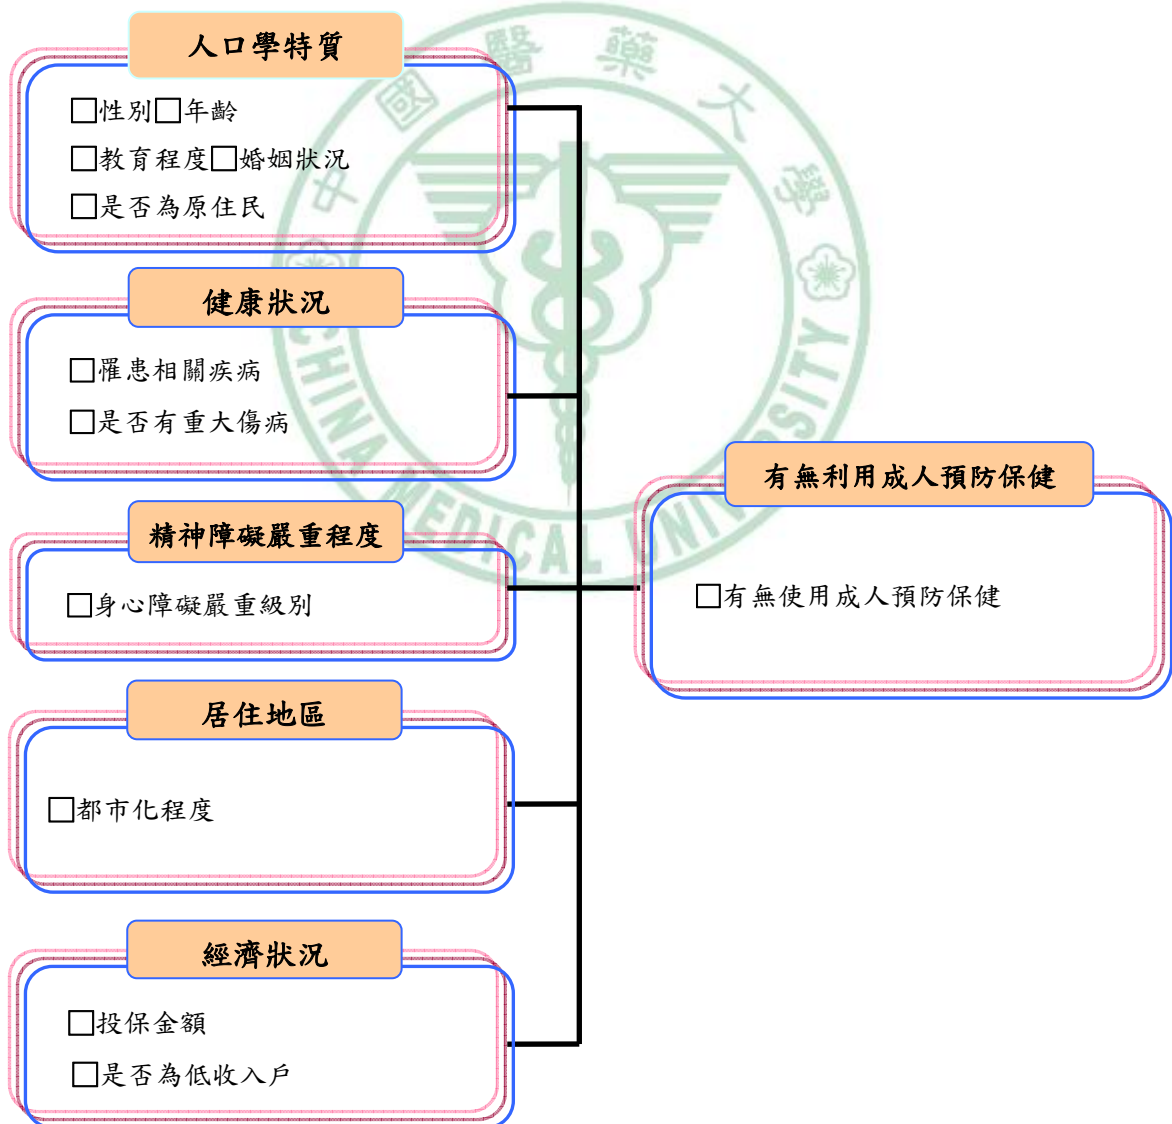 人口學特質
□性別□年齡
□教育程度□婚姻狀況
□是否為原住民
健康狀況
□罹患相關疾病
□是否有重大傷病
精神障礙嚴重程度
□身心障礙嚴重級別
居住地區
□都市化程度
經濟狀況
□投保金額
□是否為低收入戶
有無利用成人預防保健
□有無使用成人預防保健
中國醫藥大學
CHINA MEDICAL UNIVERSITY